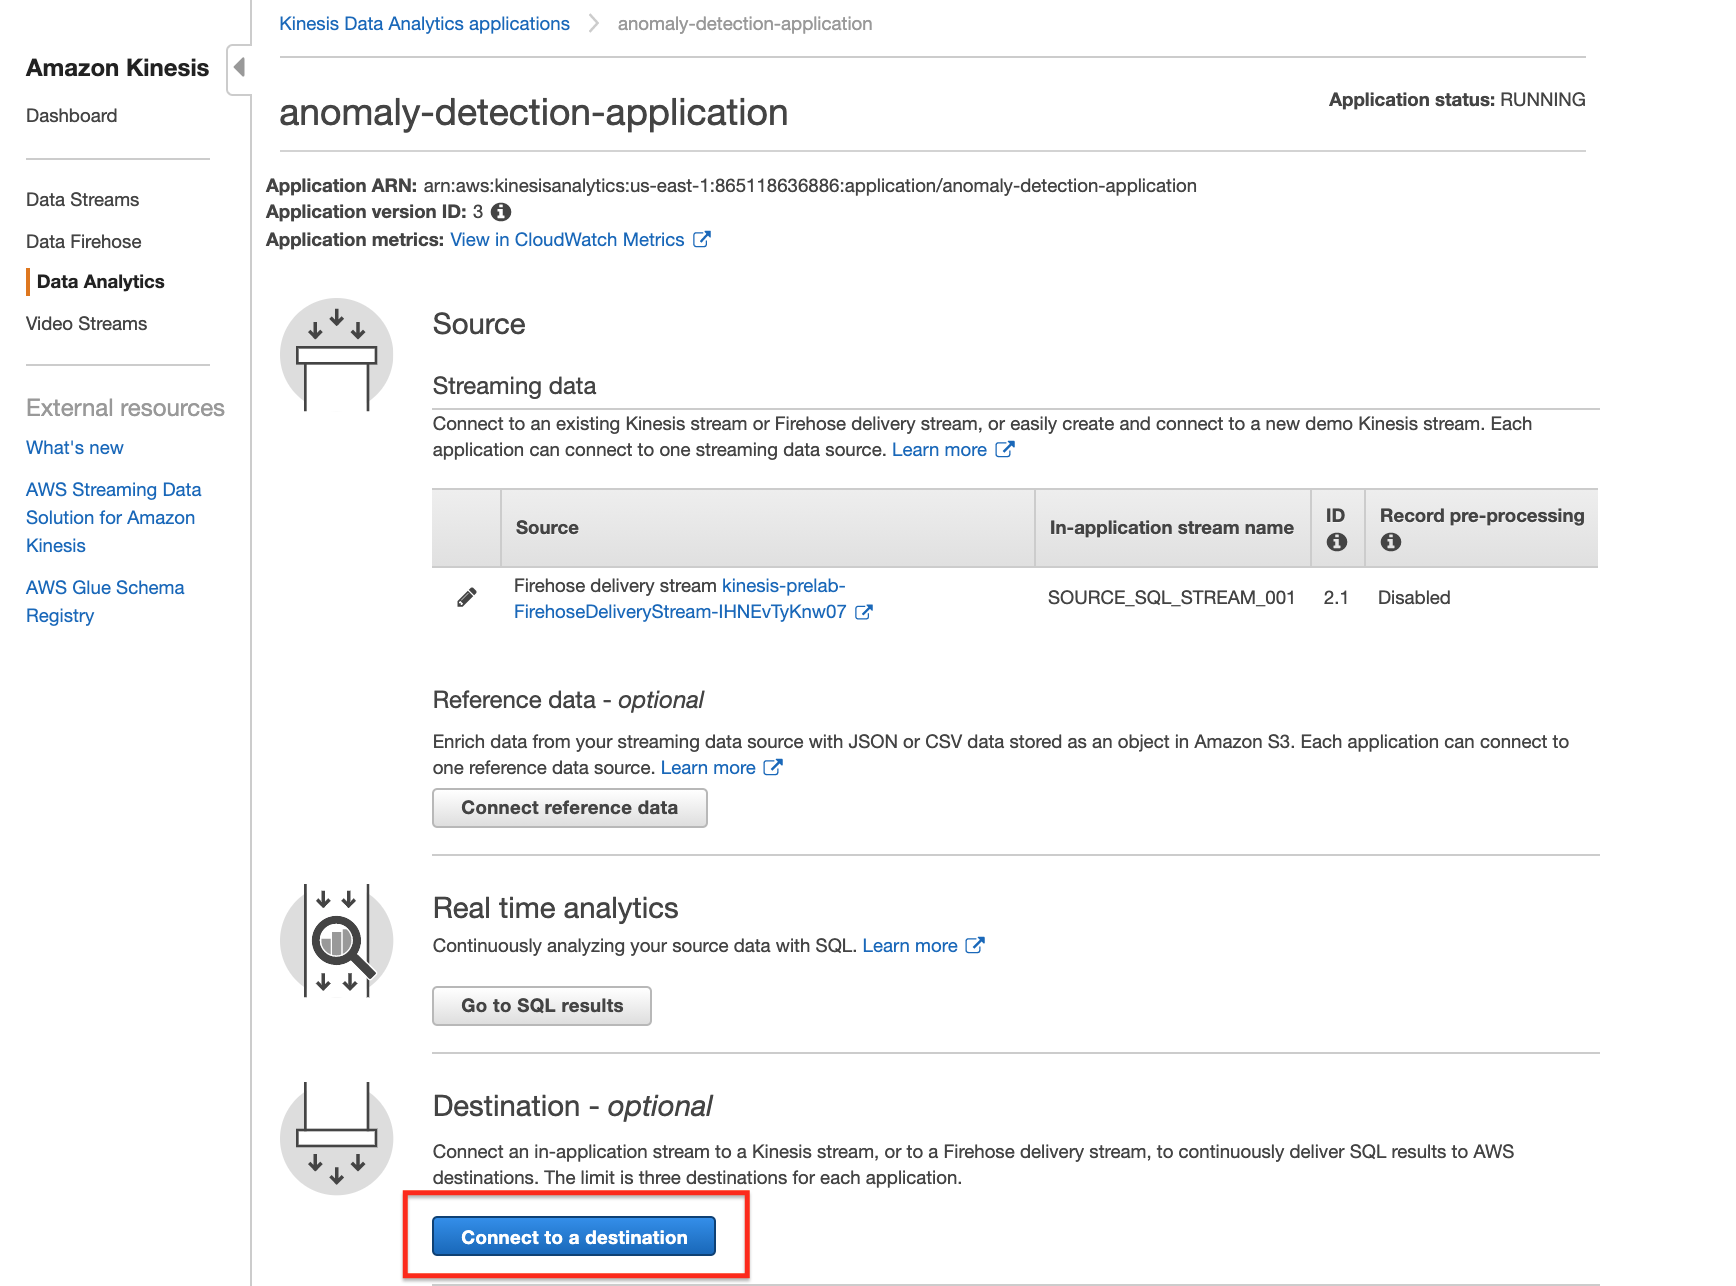 Kinesis Data Analytics applications
anomaly-detection-application
Amazon Kinesis
Dashboard
Data Streams
Data Firehose
Data Analytics
Video Streams
External resources
What's new
AWS Streaming Data
Solution for Amazon
Kinesis
AWS Glue Schema
Registry
anomaly-detection-application
Application status: RUNNING
Application ARN: arn:aws:kinesisanalytics:us-east-1:865118636886:application/anomaly-detection-application
Application version ID: 3
Application metrics: View in CloudWatch Metrics
Source
Streaming data
Connect to an existing Kinesis stream or Firehose delivery stream, or easily create and connect to a new demo Kinesis stream. Each
application can connect to one streaming data source. Learn more
Source
In-application stream name
ID
Record pre-processing
Firehose delivery stream kinesis-prelab-
FirehoseDeliveryStream-IHNEvTyKnw07
SOURCE_SQL_STREAM_001
2.1
Disabled
Reference data - optional
Enrich data from your streaming data source with JSON or CSV data stored as an object in Amazon S3. Each application can connect to
one reference data source. Learn more
Connect reference data
Real time analytics
Continuously analyzing your source data with SQL. Learn more
Go to SQL results
Destination - optional
Connect an in-application stream to a Kinesis stream, or to a Firehose delivery stream, to continuously deliver SQL results to AWS
destinations. The limit is three destinations for each application.
Connect to a destination